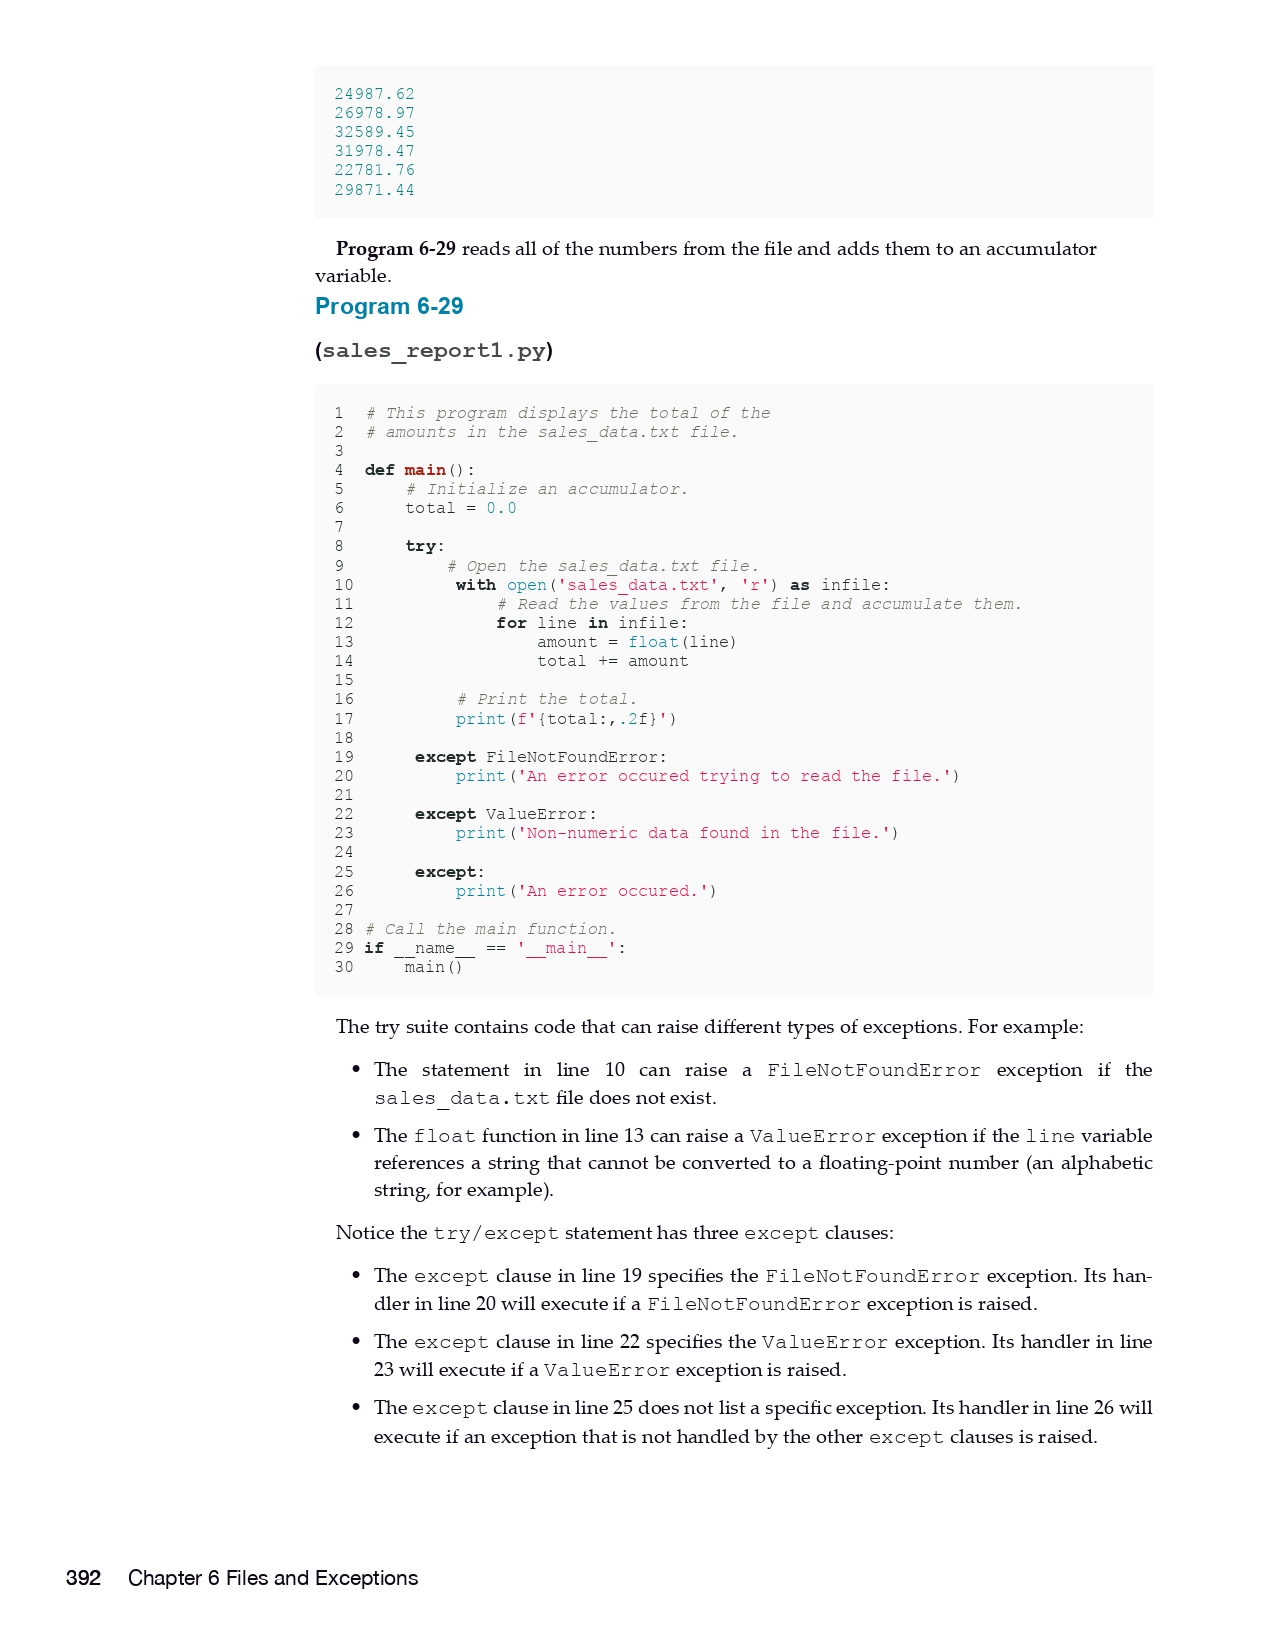 24987.62
26978.97
32589.45
31978.47
22781.76
29871.44
Program 6-29 reads all of the numbers from the file and adds them to an accumulator
variable.
Program 6-29
(sales_report1.py)
1  # This program displays the total of the
2  # amounts in the sales_data.txt file.
3
4  def main():
5      # Initialize an accumulator.
6      total = 0.0
7
8      try:
9          # Open the sales_data.txt file.
10          with open('sales_data.txt', 'r') as infile:
11              # Read the values from the file and accumulate them.
12              for line in infile:
13                  amount = float(line)
14                  total += amount
15
16          # Print the total.
17          print(f'{total:,.2f}')
18
19      except FileNotFoundError:
20          print('An error occured trying to read the file.')
21
22      except ValueError:
23          print('Non-numeric data found in the file.')
24
25      except:
26          print('An error occured.')
27
28 # Call the main function.
29 if __name__ == '__main__':
30     main()
The try suite contains code that can raise different types of exceptions. For example:
• The statement in line 10 can raise a FileNotFoundError exception if the
sales_data.txt file does not exist.
• The float function in line 13 can raise a ValueError exception if the line variable
references a string that cannot be converted to a floating-point number (an alphabetic
string, for example).
Notice the try/except statement has three except clauses:
• The except clause in line 19 specifies the FileNotFoundError exception. Its han-
dler in line 20 will execute if a FileNotFoundError exception is raised.
• The except clause in line 22 specifies the ValueError exception. Its handler in line
23 will execute if a ValueError exception is raised.
• The except clause in line 25 does not list a specific exception. Its handler in line 26 will
execute if an exception that is not handled by the other except clauses is raised.
392 Chapter 6 Files and Exceptions